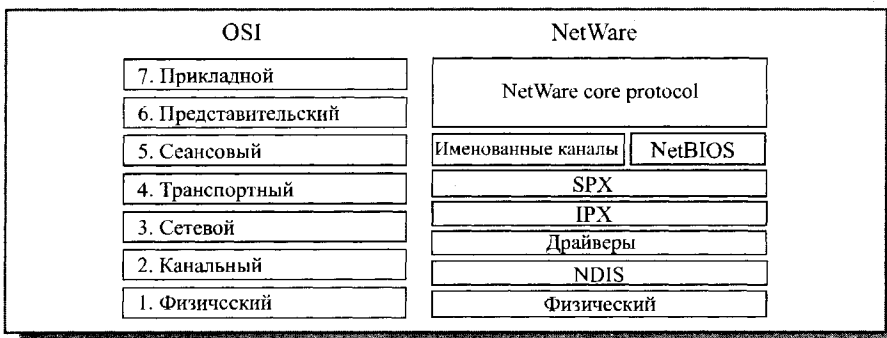 OSI
7. Прикладной
6. Представительский
5. Сеансовый
4. Транспортный
3. Сетевой
2. Канальный
1. Физический
NetWare
NetWare core protocol
Именованные каналы
NetBIOS
SPX
IPX
Драйверы
NDIS
Физический